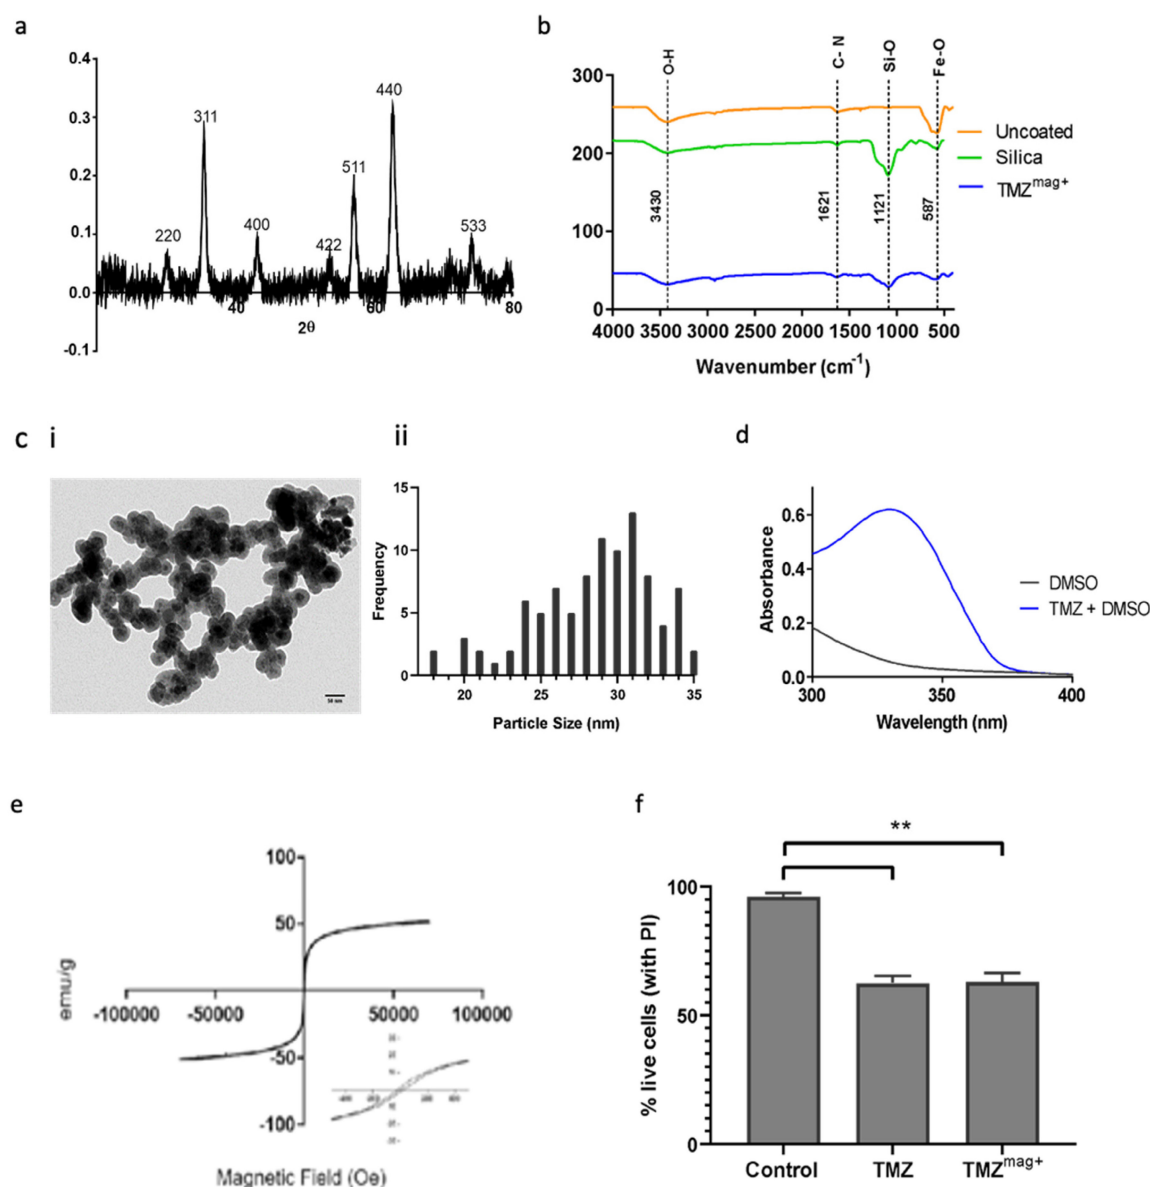 a
0.4
0.3
0.2
0.1
0.0
-0.1
220
311
400
422
511
440
533
40
60
80
2θ
b
O-H
C- N
Si-O
Fe-O
300
200
100
0
3430
1621
1121
587
Uncoated
Silica
TMZmag+
4000 3500 3000 2500 2000 1500 1000 500
Wavenumber (cm-1)
c i
ii
15
10
5
0
Frequency
20 25 30 35
Particle Size (nm)
d
0.6
0.4
0.2
0.0
Absorbance
DMSO
TMZ + DMSO
300 350 400
Wavelength (nm)
e
100
50
-50
-100
emu/g
-100000 -50000 50000 100000
Magnetic Field (Oe)
f
**
100
50
0
% live cells (with PI)
Control TMZ TMZmag+